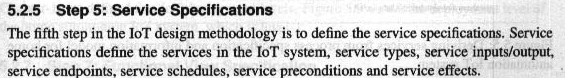 5.2.5 Step 5: Service Specifications
The fifth step in the IoT design methodology is to define the service specifications. Service
specifications define the services in the IoT system, service types, service inputs/output,
service endpoints, service schedules, service preconditions and service effects.